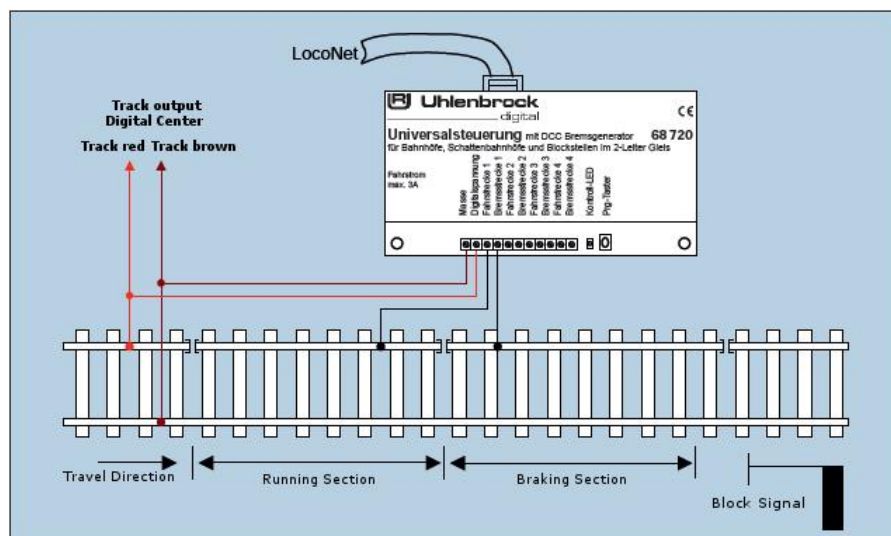 LocoNet
Track output
Digital Center
Track red
Track brown
Uhlenbrock
digital
CE
Universalsteuerung mit DCC Bremsgenerator 68 720
für Bahnhöfe, Schattenbahnhöfe und Blockstellen im 2-Leiter Gleis
Fahrstrom
max. 3A
Masse
Digitalspannung
Fahrstrecke 1
Bremsstrecke 1
Fahrstrecke 2
Bremsstrecke 2
Fahrstrecke 3
Bremsstrecke 3
Fahrstrecke 4
Bremsstrecke 4
Kontroll-LED
Prg-Taster
Travel Direction
Running Section
Braking Section
Block Signal